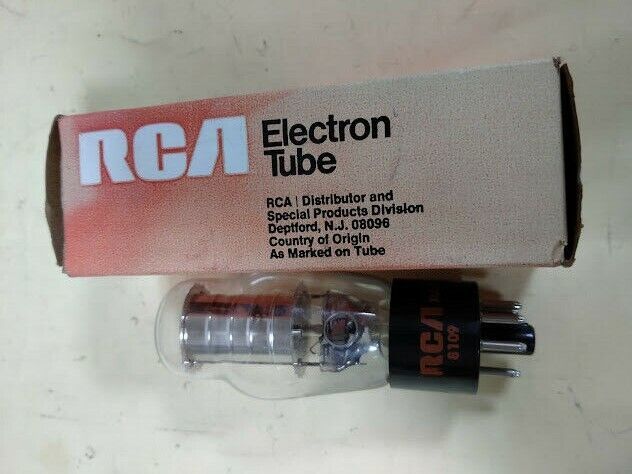 RCA
Electron
Tube
RCA | Distributor and
Special Products Division
Deptford, N.J. 08096
Country of Origin
As Marked on Tube
RCA
8109